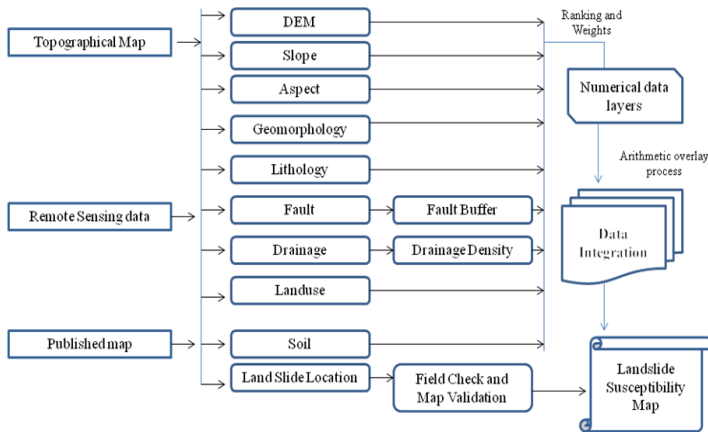 Topographical Map
Remote Sensing data
Published map
DEM
Slope
Aspect
Geomorphology
Lithology
Fault
Fault Buffer
Drainage
Drainage Density
Landuse
Soil
Land Slide Location
Field Check and
Map Validation
Ranking and
Weights
Numerical data
layers
Arithmetic overlay
process
Data
Integration
Landslide
Susceptibility
Map